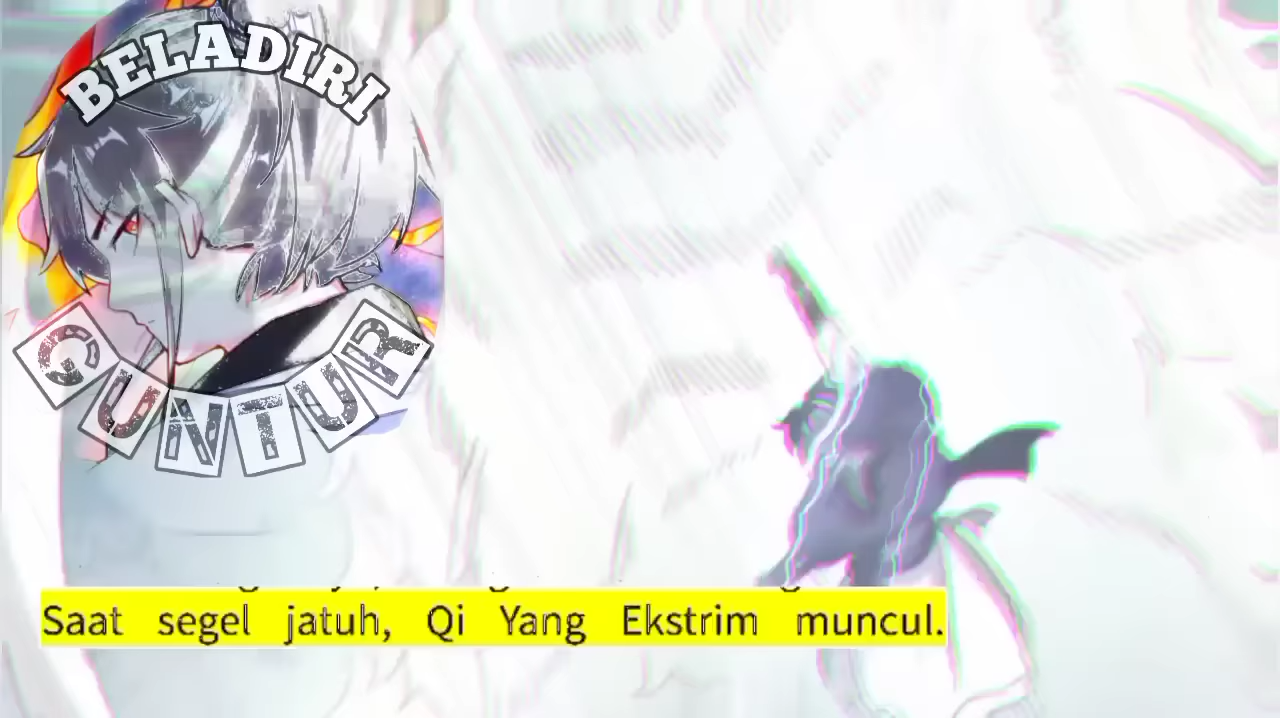 BELADIRI
GUNTUR
Saat segel jatuh, Qi Yang Ekstrim muncul.